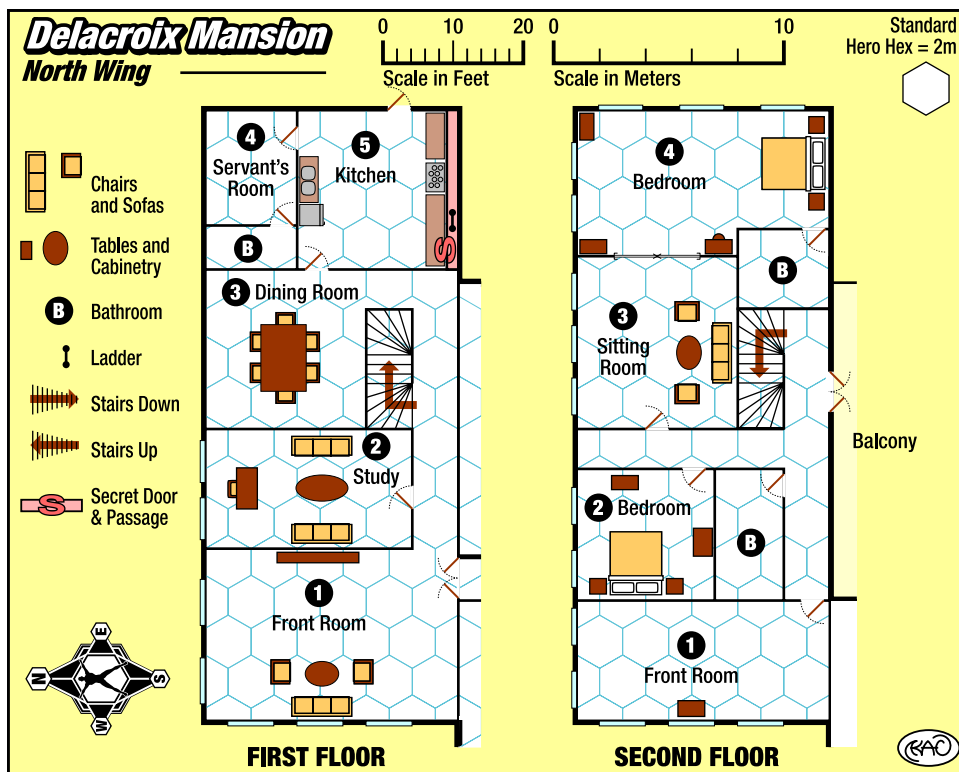 Delacroix Mansion
North Wing
0 10 20
Scale in Feet
0 10
Scale in Meters
Standard
Hero Hex = 2m
Chairs
and Sofas
Tables and
Cabinetry
B Bathroom
Ladder
Stairs Down
Stairs Up
S Secret Door
& Passage
N
E
S
W
4
Servant's
Room
5
Kitchen
B
S
3 Dining Room
2
Study
1
Front Room
FIRST FLOOR
4
Bedroom
B
3
Sitting
Room
Balcony
2 Bedroom
B
1
Front Room
SECOND FLOOR